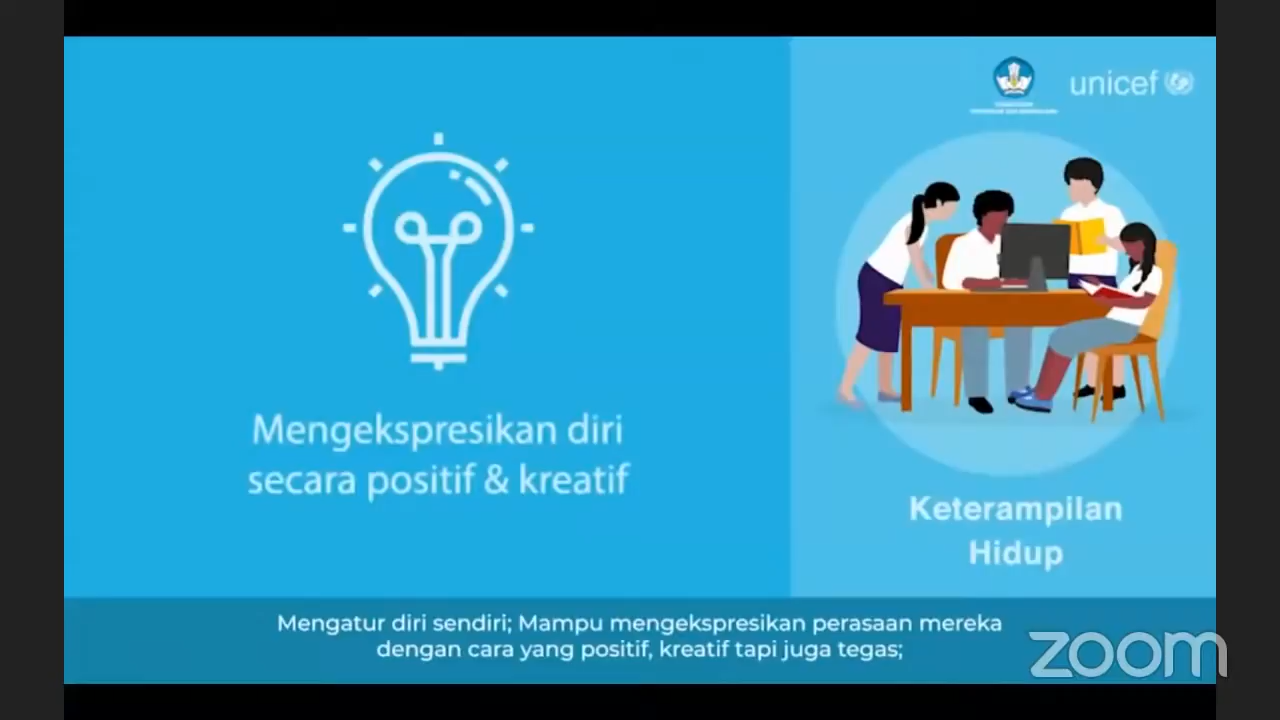 unicef
Mengekspresikan diri
secara positif & kreatif
Keterampilan
Hidup
Mengatur diri sendiri; Mampu mengekspresikan perasaan mereka
dengan cara yang positif, kreatif tapi juga tegas;
zoom